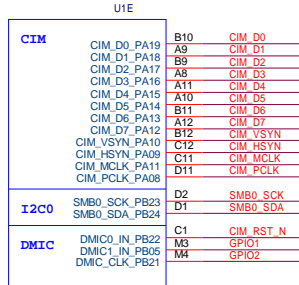 U1E
CIM
CIM_D0_PA19 B10 CIM_D0
CIM_D1_PA18 A9 CIM_D1
CIM_D2_PA17 B9 CIM_D2
CIM_D3_PA16 A8 CIM_D3
CIM_D4_PA15 A11 CIM_D4
CIM_D5_PA14 A10 CIM_D5
CIM_D6_PA13 B11 CIM_D6
CIM_D7_PA12 A12 CIM_D7
CIM_VSYN_PA10 B12 CIM_VSYN
CIM_HSYN_PA09 C12 CIM_HSYN
CIM_MCLK_PA11 C11 CIM_MCLK
CIM_PCLK_PA08 D11 CIM_PCLK
I2C0
SMB0_SCK_PB23 D2 SMB0_SCK
SMB0_SDA_PB24 D1 SMB0_SDA
DMIC
DMIC0_IN_PB22 C1 CIM_RST_N
DMIC1_IN_PB05 M3 GPIO1
DMIC_CLK_PB21 M4 GPIO2